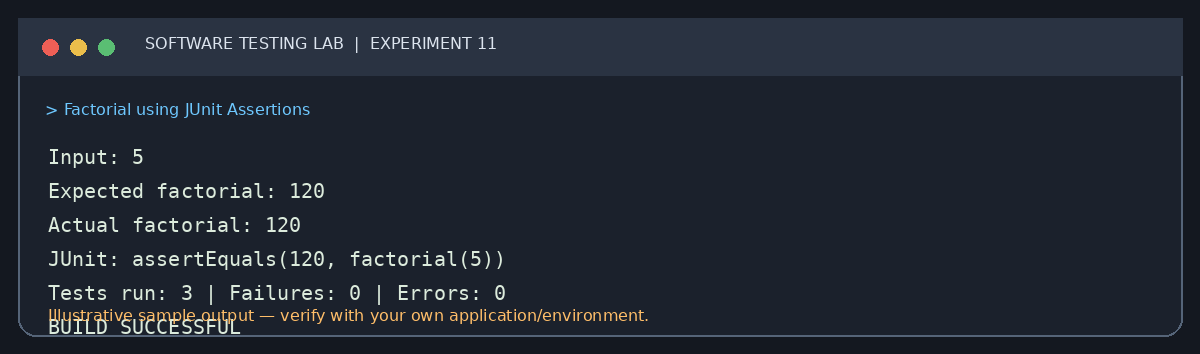 SOFTWARE TESTING LAB | EXPERIMENT 11
> Factorial using JUnit Assertions
Input: 5
Expected factorial: 120
Actual factorial: 120
JUnit: assertEquals(120, factorial(5))
Tests run: 3 | Failures: 0 | Errors: 0
Illustrative sample output — verify with your own application/environment.
BUILD SUCCESSFUL